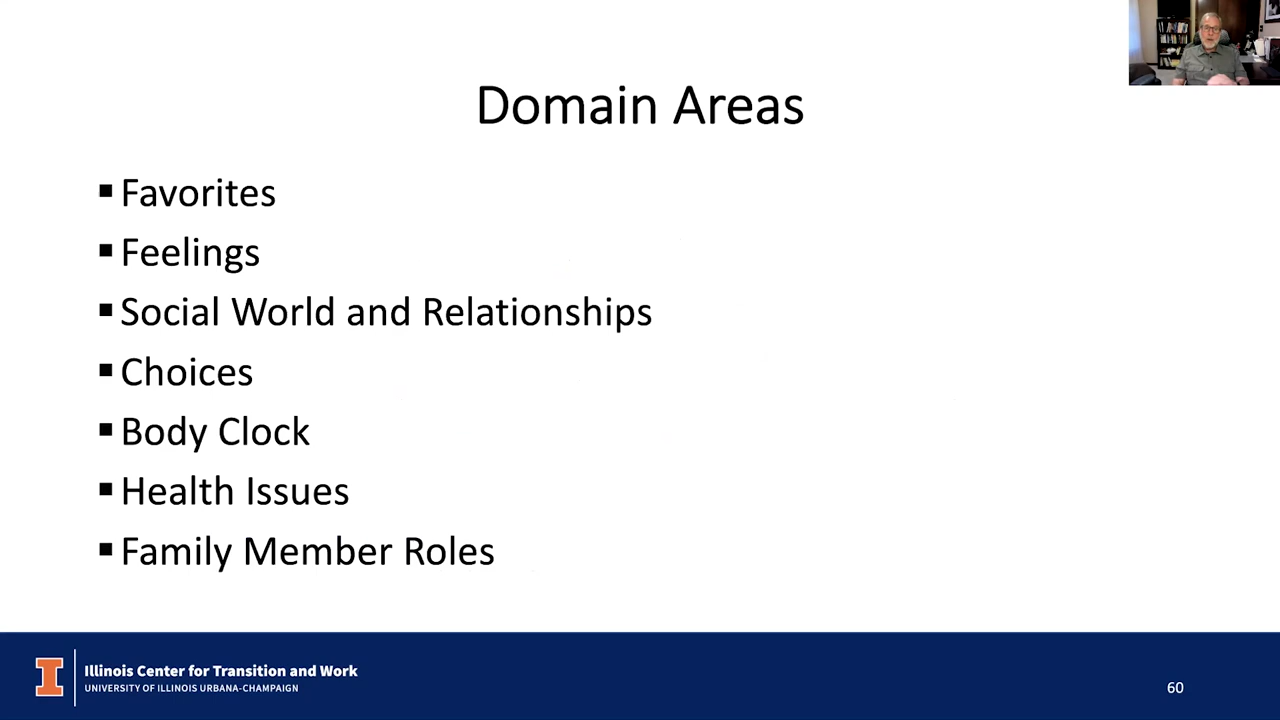 Domain Areas
▪Favorites
▪Feelings
▪Social World and Relationships
▪Choices
▪Body Clock
▪Health Issues
▪Family Member Roles
I
Illinois Center for Transition and Work
UNIVERSITY OF ILLINOIS URBANA-CHAMPAIGN
60